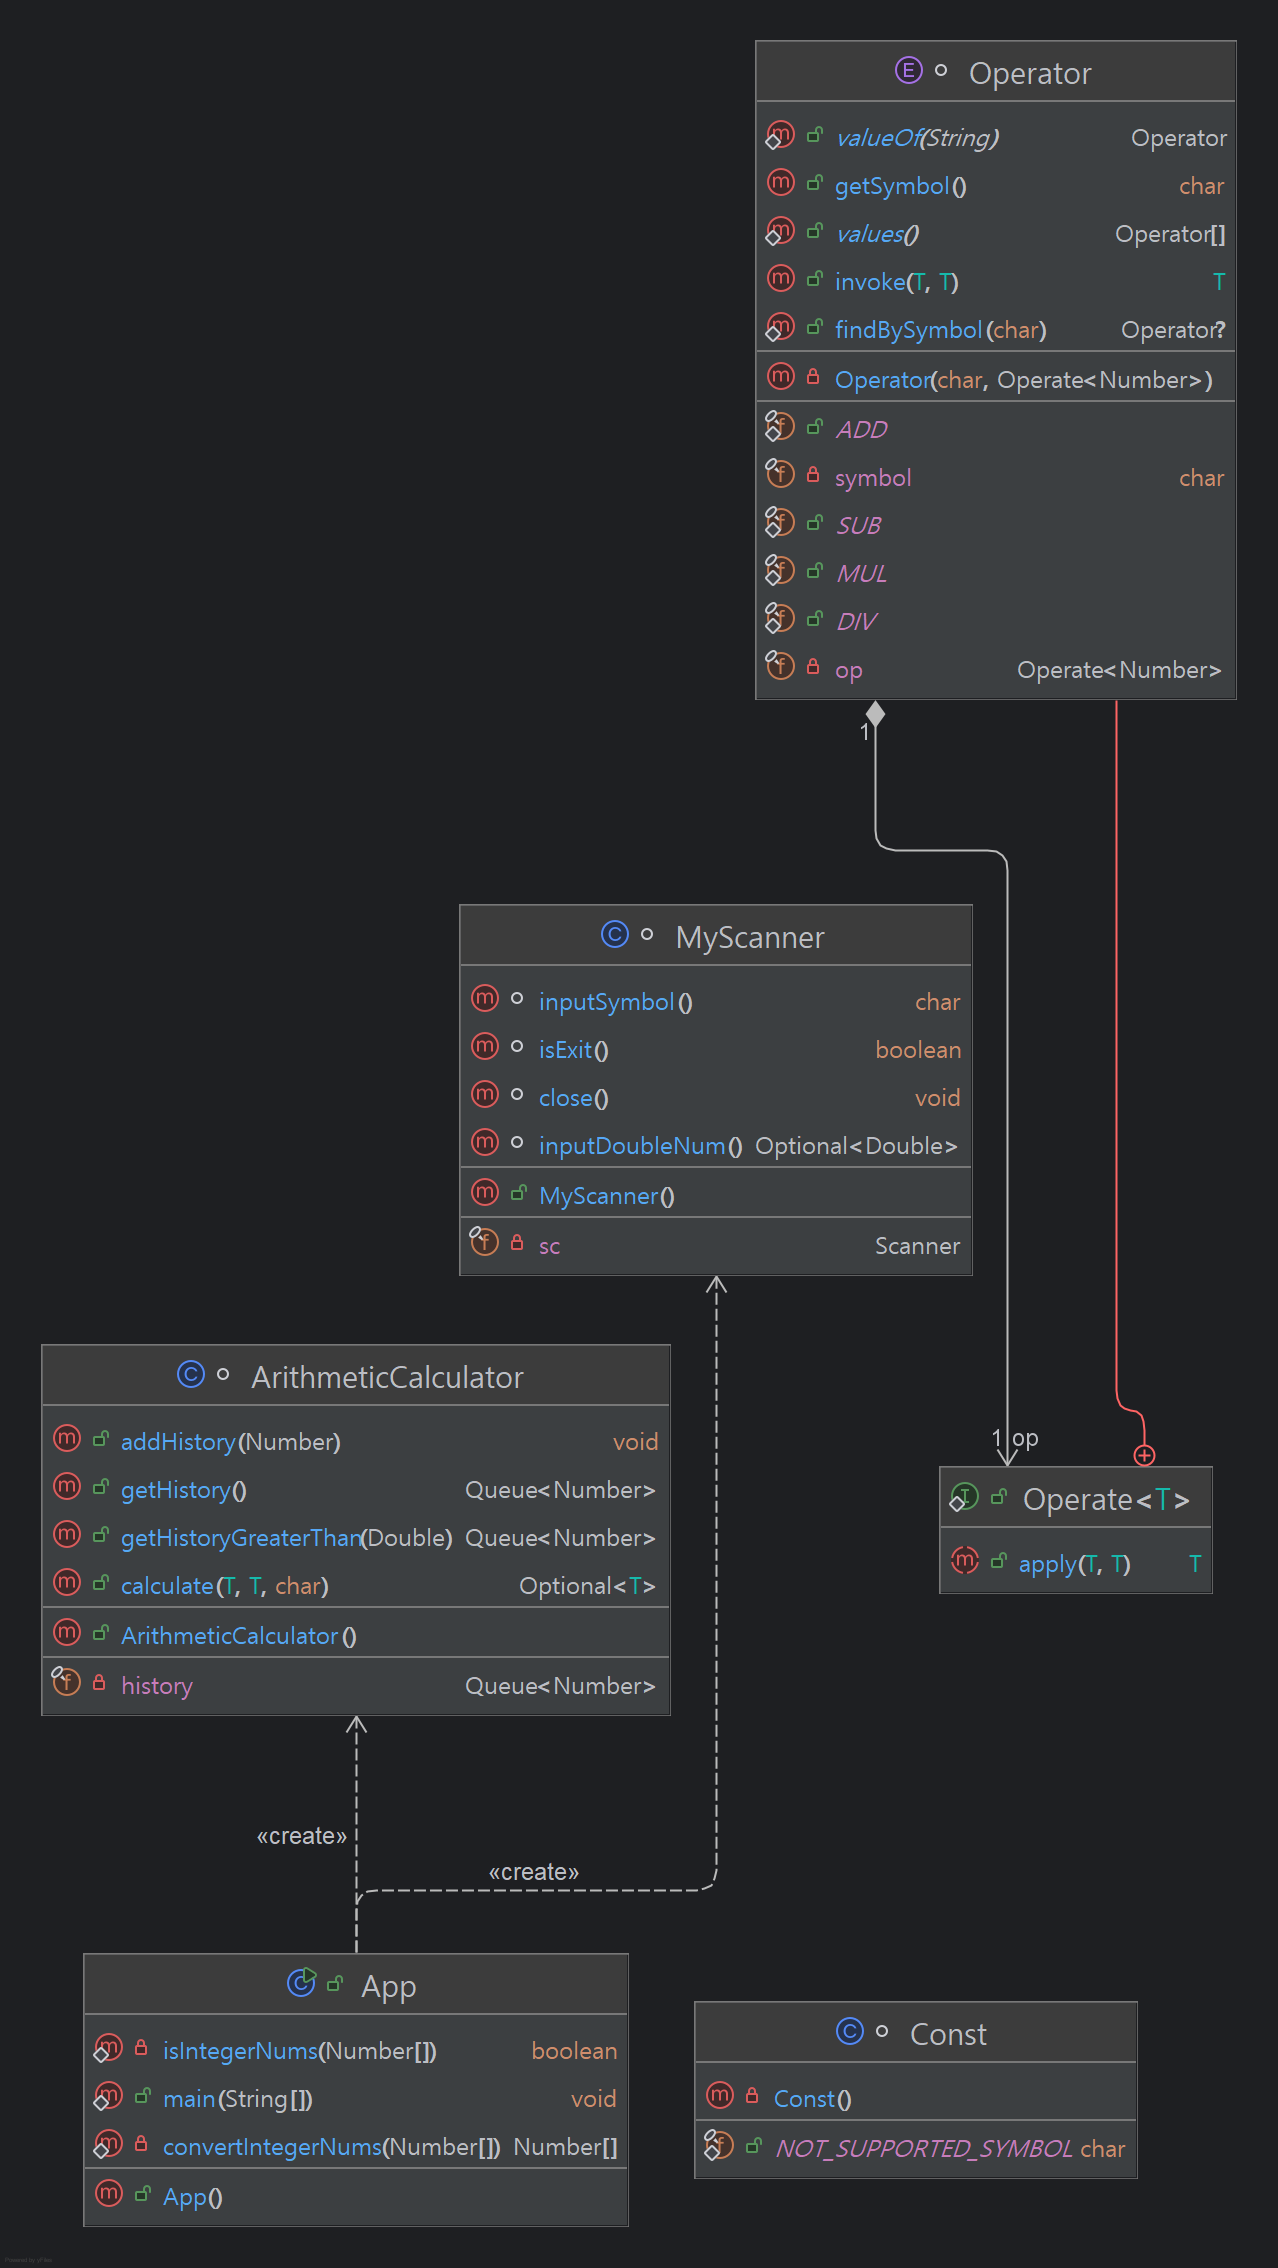 Operator
valueOf(String) Operator
getSymbol() char
values() Operator[]
invoke(T, T) T
findBySymbol(char) Operator?
Operator(char, Operate<Number>)
ADD
symbol char
SUB
MUL
DIV
op Operate<Number>
1
MyScanner
inputSymbol() char
isExit() boolean
close() void
inputDoubleNum() Optional<Double>
MyScanner()
sc Scanner
ArithmeticCalculator
addHistory(Number) void
getHistory() Queue<Number>
getHistoryGreaterThan(Double) Queue<Number>
calculate(T, T, char) Optional<T>
ArithmeticCalculator()
history Queue<Number>
1 op
Operate<T>
apply(T, T) T
«create»
«create»
App
isIntegerNums(Number[]) boolean
main(String[]) void
convertIntegerNums(Number[]) Number[]
App()
Const
Const()
NOT_SUPPORTED_SYMBOL char
Powered by yFiles